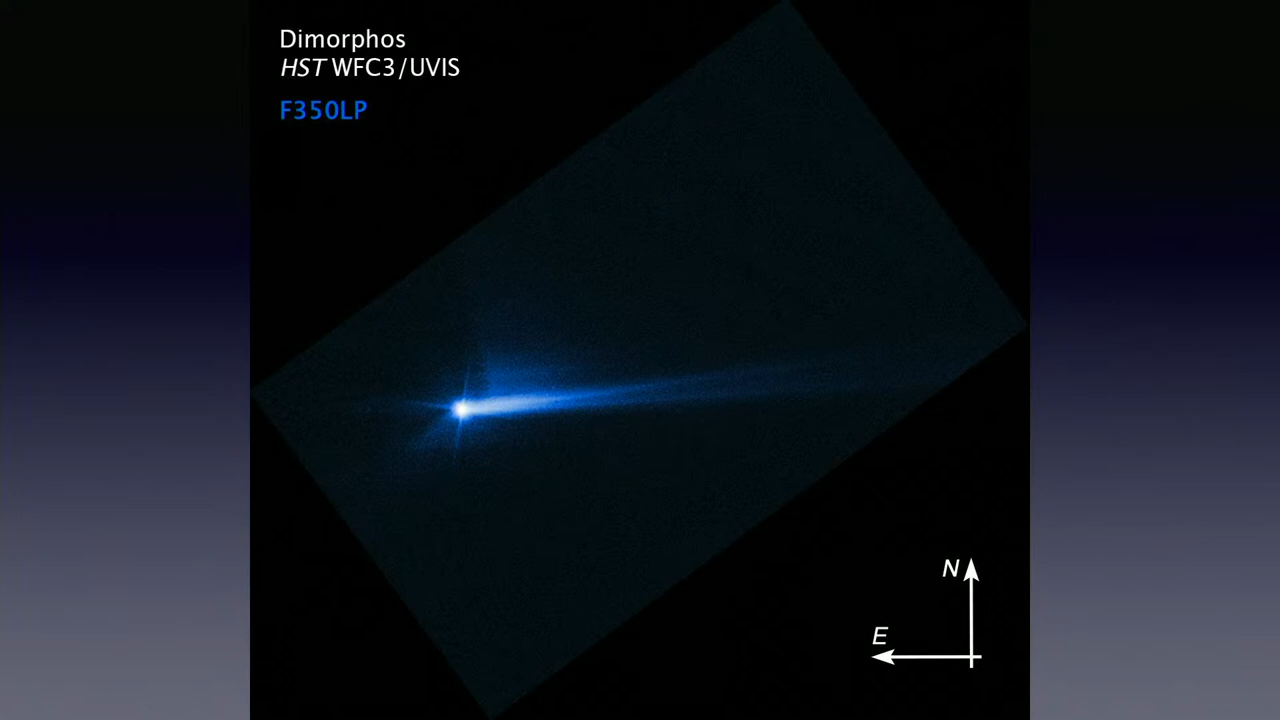 Dimorphos
HST WFC3/UVIS
F350LP
N
E